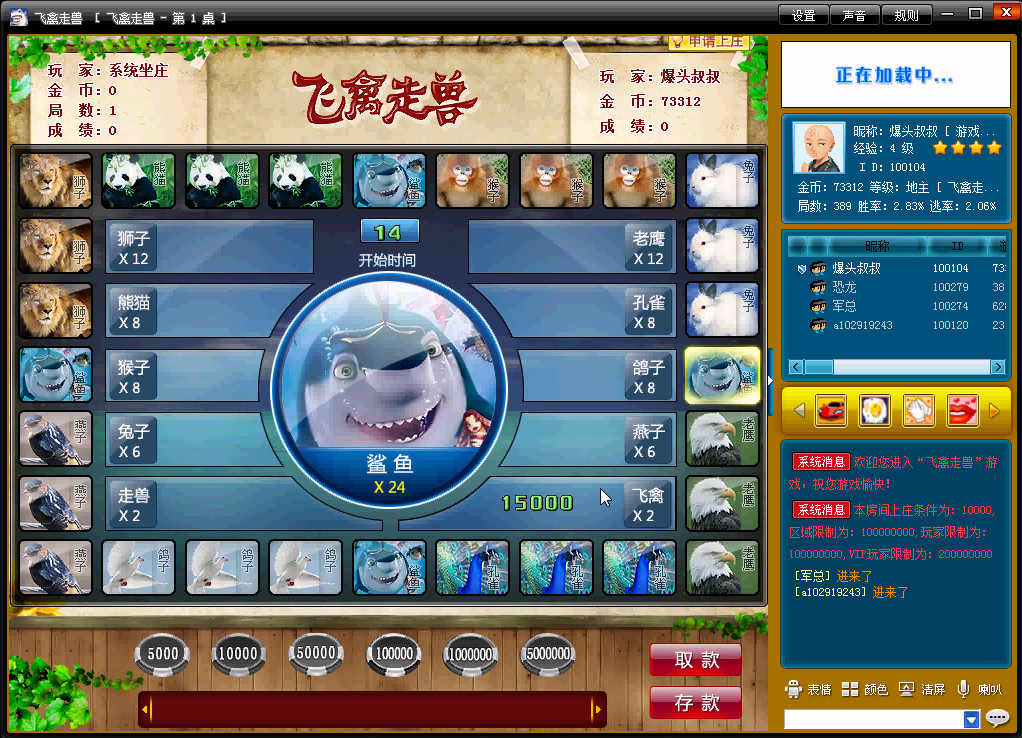 飞禽走兽 [ 飞禽走兽 - 第 1 桌 ]
设置 声音 规则
申请上庄
玩 家：系统坐庄
金 币：0
局 数：1
成 绩：0
飞禽走兽
玩 家：爆头叔叔
金 币：73312
成 绩：0
狮子 熊猫 熊猫 熊猫 鲨鱼 猴子 猴子 猴子 兔子
狮子 兔子
狮子 兔子
鲨鱼 鲨鱼
燕子 老鹰
燕子 老鹰
燕子 鸽子 鸽子 鸽子 鲨鱼 孔雀 孔雀 孔雀 老鹰
狮子
X 12
14
开始时间
老鹰
X 12
熊猫
X 8
孔雀
X 8
猴子
X 8
鸽子
X 8
兔子
X 6
燕子
X 6
鲨鱼
X 24
走兽
X 2
15000
飞禽
X 2
5000 10000 50000 100000 1000000 5000000
取 款
存 款
正在加载中...
昵称：爆头叔叔 [ 游戏...
经验：4 级
I D：100104
金币：73312 等级：地主 [ 飞禽走...
局数：389 胜率：2.83% 逃率：2.06%
昵称 ID
爆头叔叔 100104 73
恐龙 100279 38
军总 100274 62
a102919243 100120 23
系统消息 欢迎您进入“飞禽走兽”游
戏，祝您游戏愉快！
系统消息 本房间上庄条件为：10000,
区域限制为：100000000,玩家限制为：
100000000,VIP玩家限制为：200000000
[军总] 进来了
[a102919243] 进来了
表情 颜色 清屏 喇叭